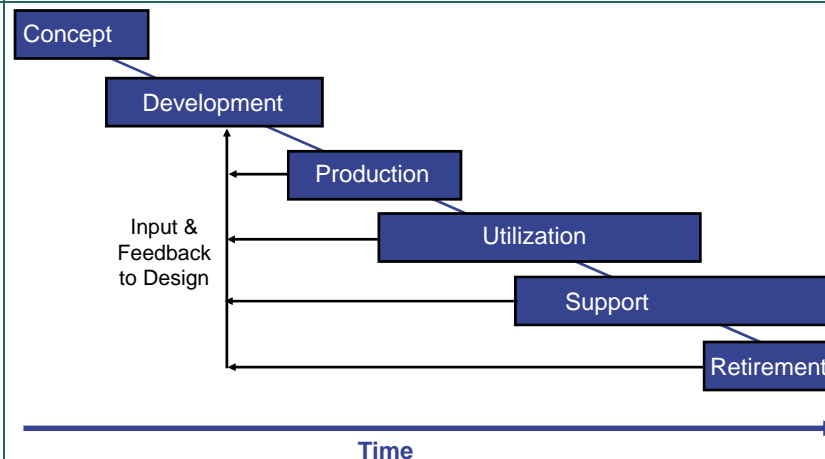 Concept
Development
Production
Input &
Feedback
to Design
Utilization
Support
Retirement
Time